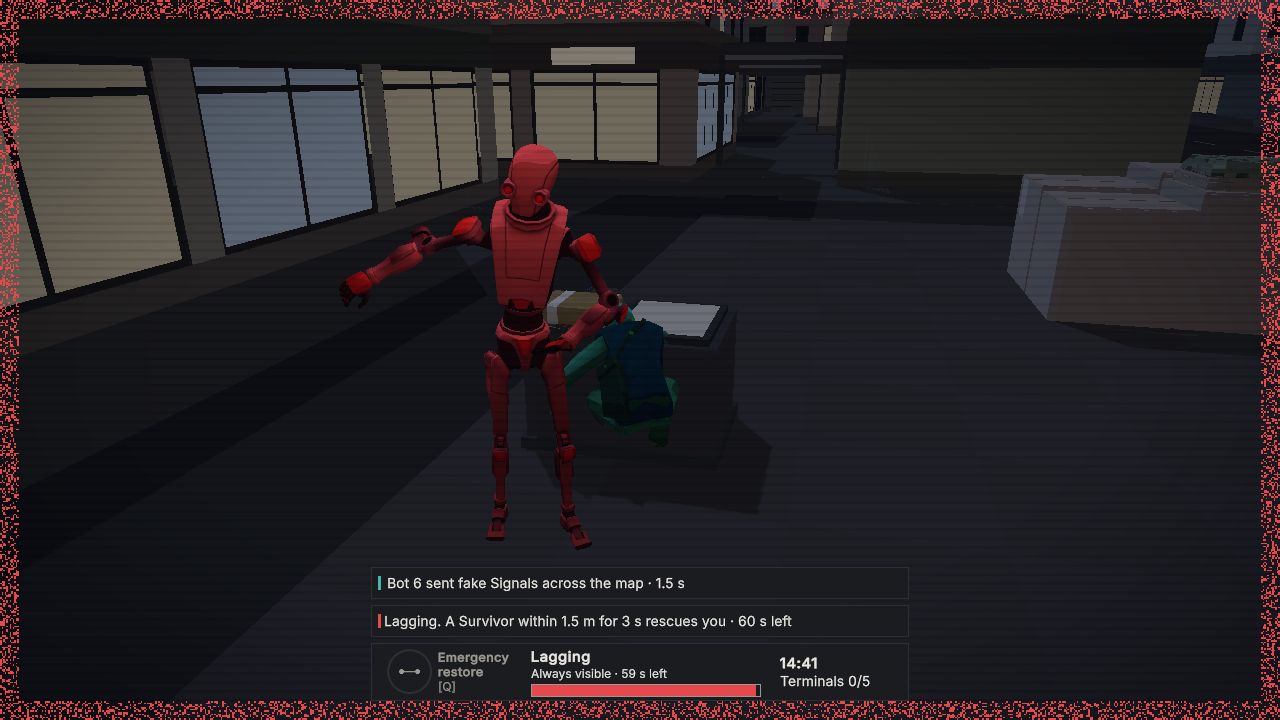 Bot 6 sent fake Signals across the map · 1.5 s
Lagging. A Survivor within 1.5 m for 3 s rescues you · 60 s left
Emergency
restore
[Q]
Lagging
Always visible · 59 s left
14:41
Terminals 0/5